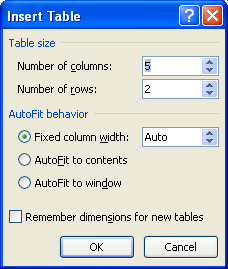 Insert Table
Table size
Number of columns: 5
Number of rows: 2
AutoFit behavior
Fixed column width: Auto
AutoFit to contents
AutoFit to window
Remember dimensions for new tables
OK Cancel